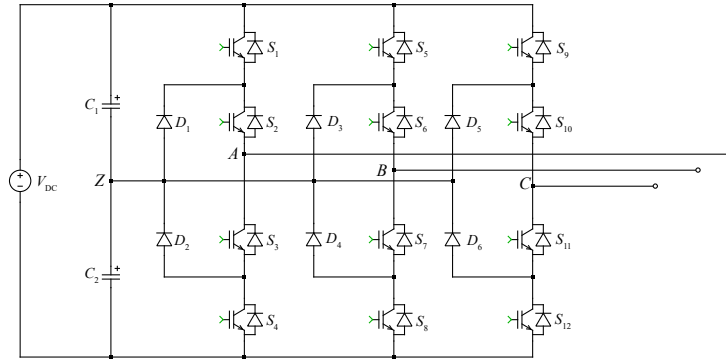 S1 S5 S9
C1 + D1 S2 D3 S6 D5 S10
A
VDC Z B C
D2 S3 D4 S7 D6 S11
C2 +
S4 S8 S12